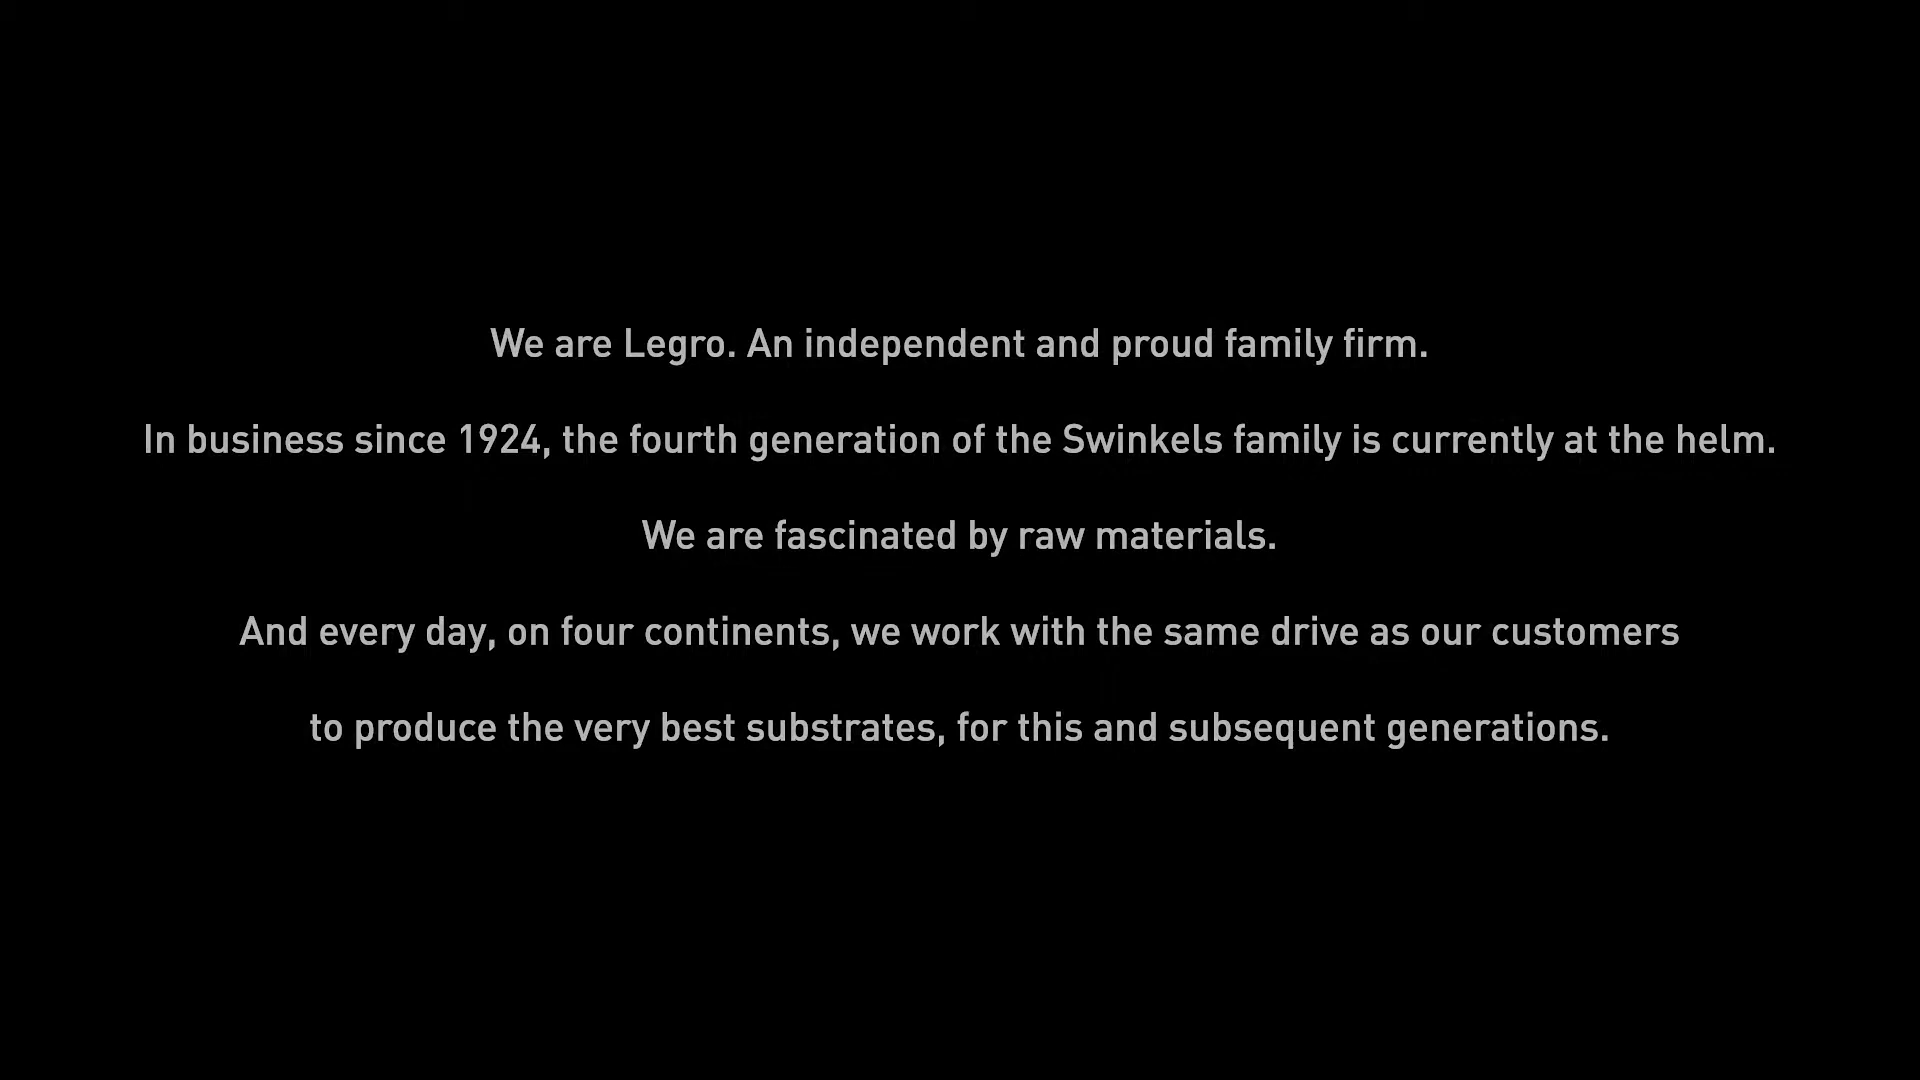 We are Legro. An independent and proud family firm.
In business since 1924, the fourth generation of the Swinkels family is currently at the helm.
We are fascinated by raw materials.
And every day, on four continents, we work with the same drive as our customers
to produce the very best substrates, for this and subsequent generations.